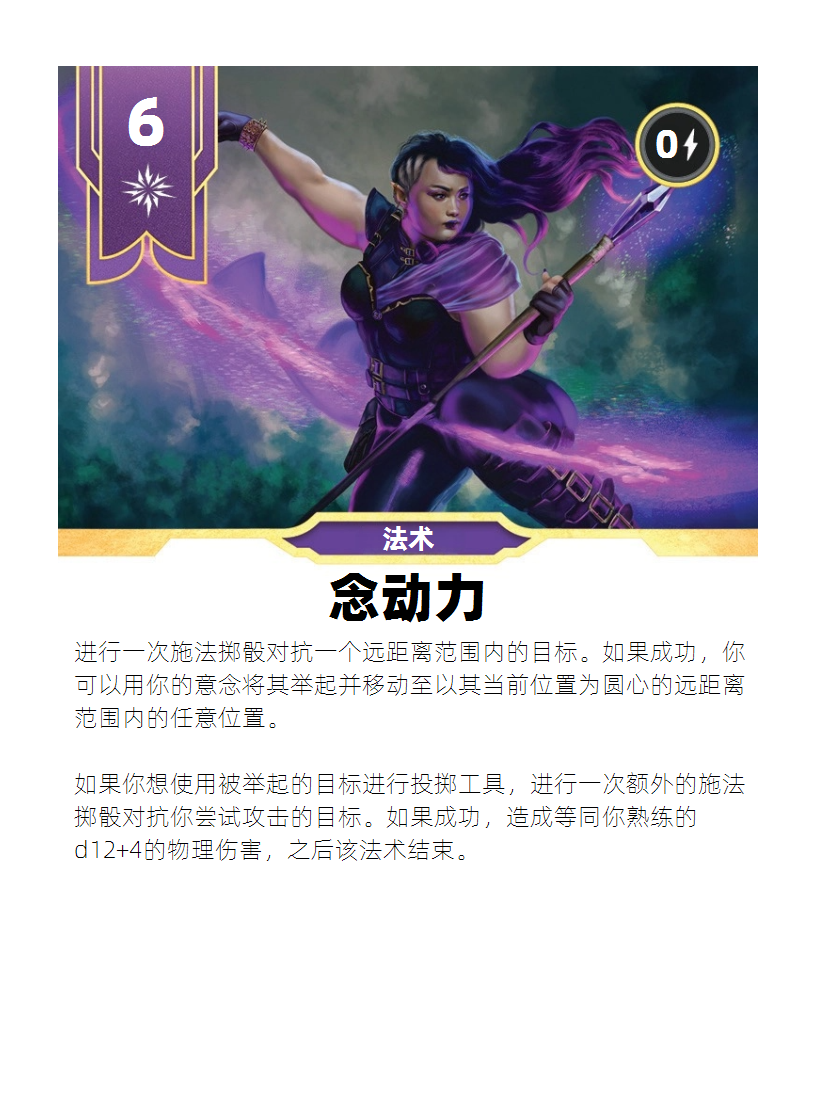 6
0
法术
念动力
进行一次施法掷骰对抗一个远距离范围内的目标。如果成功，你
可以用你的意念将其举起并移动至以其当前位置为圆心的远距离
范围内的任意位置。
如果你想使用被举起的目标进行投掷工具，进行一次额外的施法
掷骰对抗你尝试攻击的目标。如果成功，造成等同你熟练的
d12+4的物理伤害，之后该法术结束。